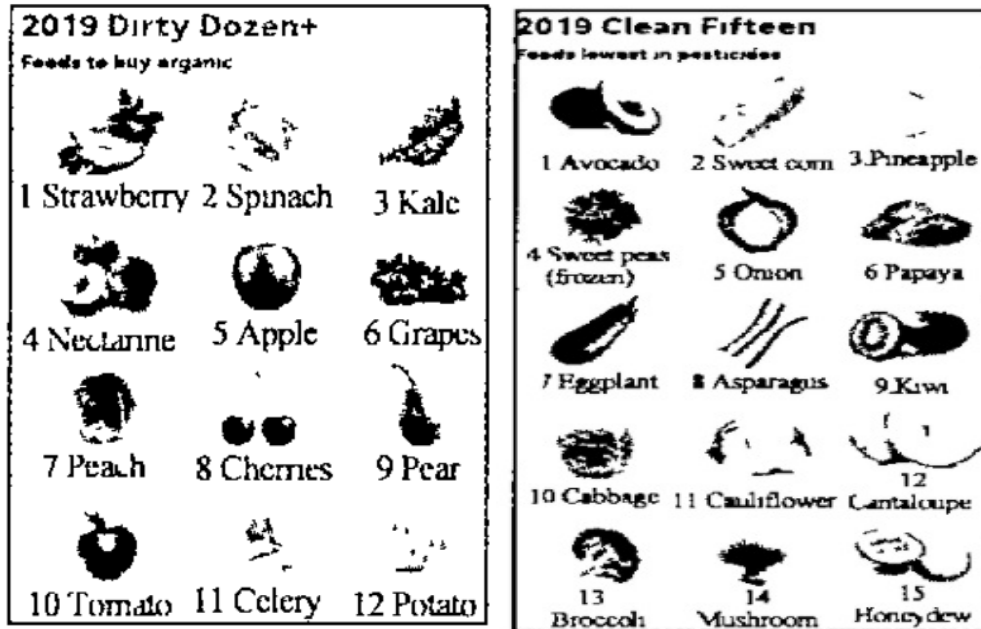 2019 Dirty Dozen+
Foods to buy organic
1 Strawberry 2 Spinach 3 Kale
4 Nectarine 5 Apple 6 Grapes
7 Peach 8 Cherries 9 Pear
10 Tomato 11 Celery 12 Potato
2019 Clean Fifteen
Foods lowest in pesticides
1 Avocado 2 Sweet corn 3.Pineapple
4 Sweet peas
(frozen) 5 Onion 6 Papaya
7 Eggplant 8 Asparagus 9.Kiwi
10 Cabbage 11 Cauliflower 12
Cantaloupe
13 14 15
Broccoli Mushroom Honeydew